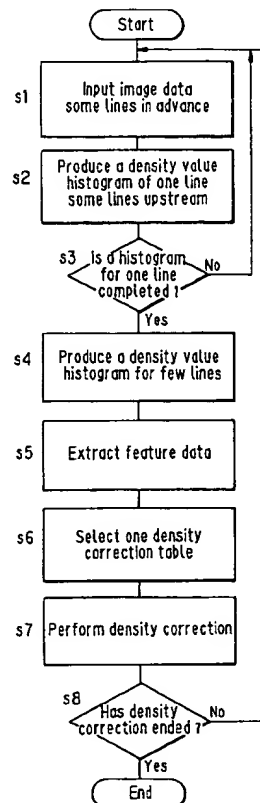 Start
s1
Input image data
some lines in advance
s2
Produce a density value
histogram of one line
some lines upstream
s3
Is a histogram
for one line
completed ?
No
Yes
s4
Produce a density value
histogram for few lines
s5
Extract feature data
s6
Select one density
correction table
s7
Perform density correction
s8
Has density
correction ended ?
No
Yes
End